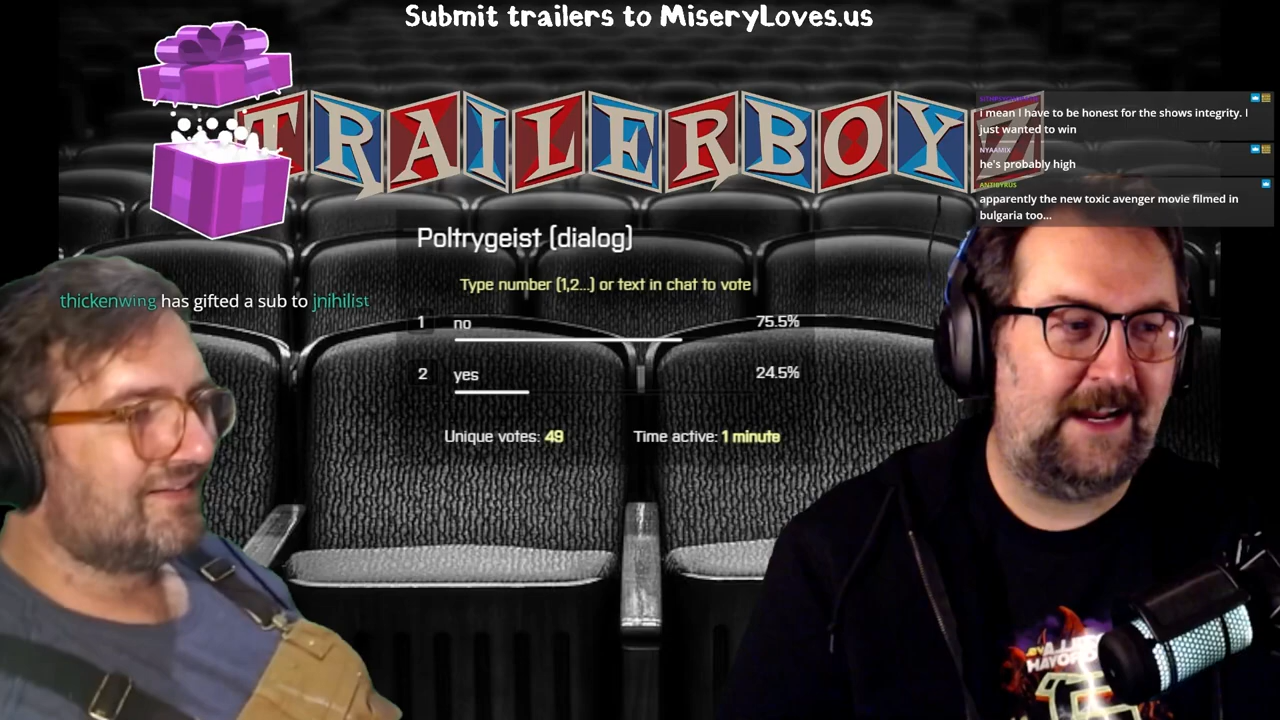 Submit trailers to MiseryLoves.us
TRAILERBOYZ
i mean I have to be honest for the shows integrity. I
just wanted to win
NYAAMIX
he's probably high
ANTIBYRUS
apparently the new toxic avenger movie filmed in
bulgaria too...
Poltrygeist (dialog)
Type number (1,2...) or text in chat to vote
thickenwing has gifted a sub to jnihilist
1 no 75.5%
2 yes 24.5%
Unique votes: 49 Time active: 1 minute